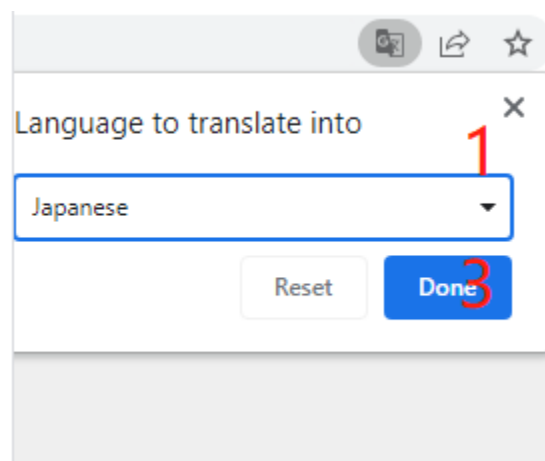 Language to translate into
1
Japanese
Reset
Done
3